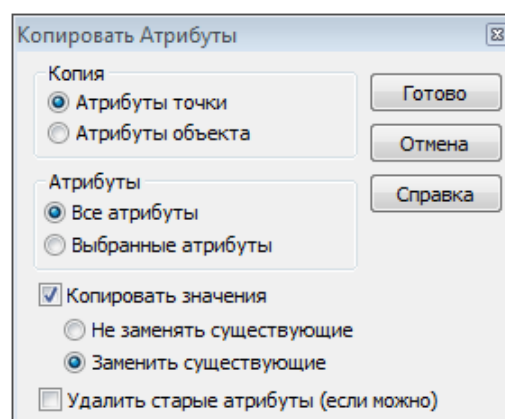 Копировать Атрибуты
Копия
Атрибуты точки
Атрибуты объекта
Готово
Отмена
Справка
Атрибуты
Все атрибуты
Выбранные атрибуты
Копировать значения
Не заменять существующие
Заменить существующие
Удалить старые атрибуты (если можно)